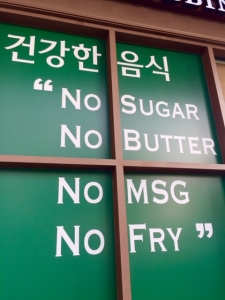 건강한 음식
“ No Sugar
No Butter
No MSG
No Fry ”